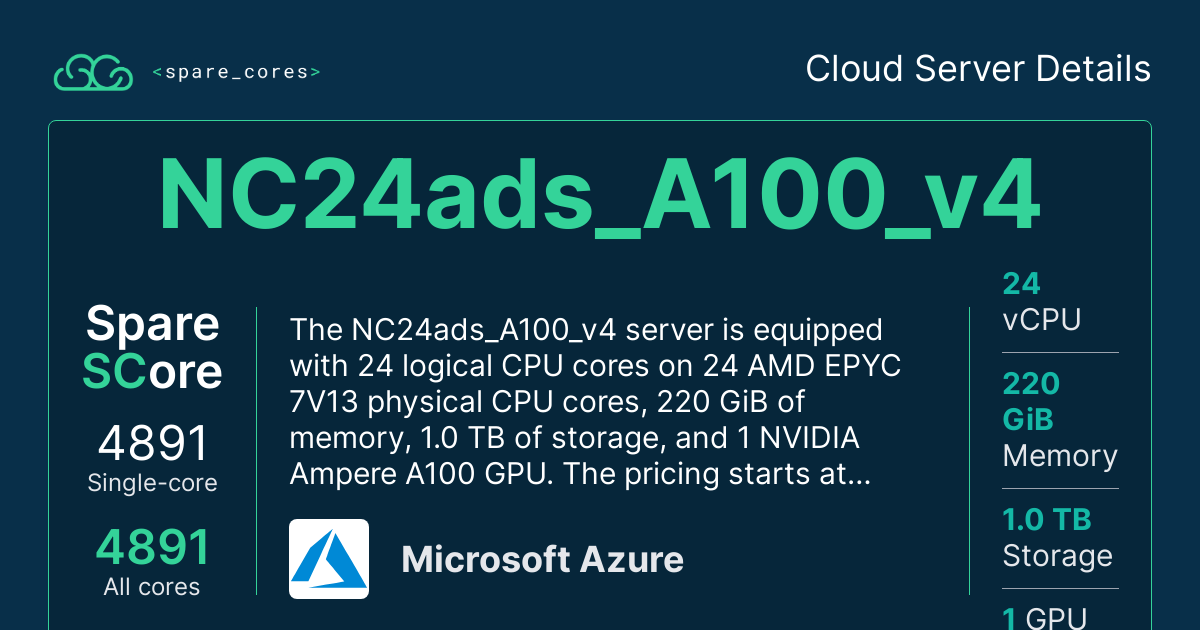 <spare_cores>
Cloud Server Details
NC24ads_A100_v4
Spare
SCore
4891
Single-core
4891
All cores
The NC24ads_A100_v4 server is equipped
with 24 logical CPU cores on 24 AMD EPYC
7V13 physical CPU cores, 220 GiB of
memory, 1.0 TB of storage, and 1 NVIDIA
Ampere A100 GPU. The pricing starts at...
Microsoft Azure
24
vCPU
220
GiB
Memory
1.0 TB
Storage
1 GPU